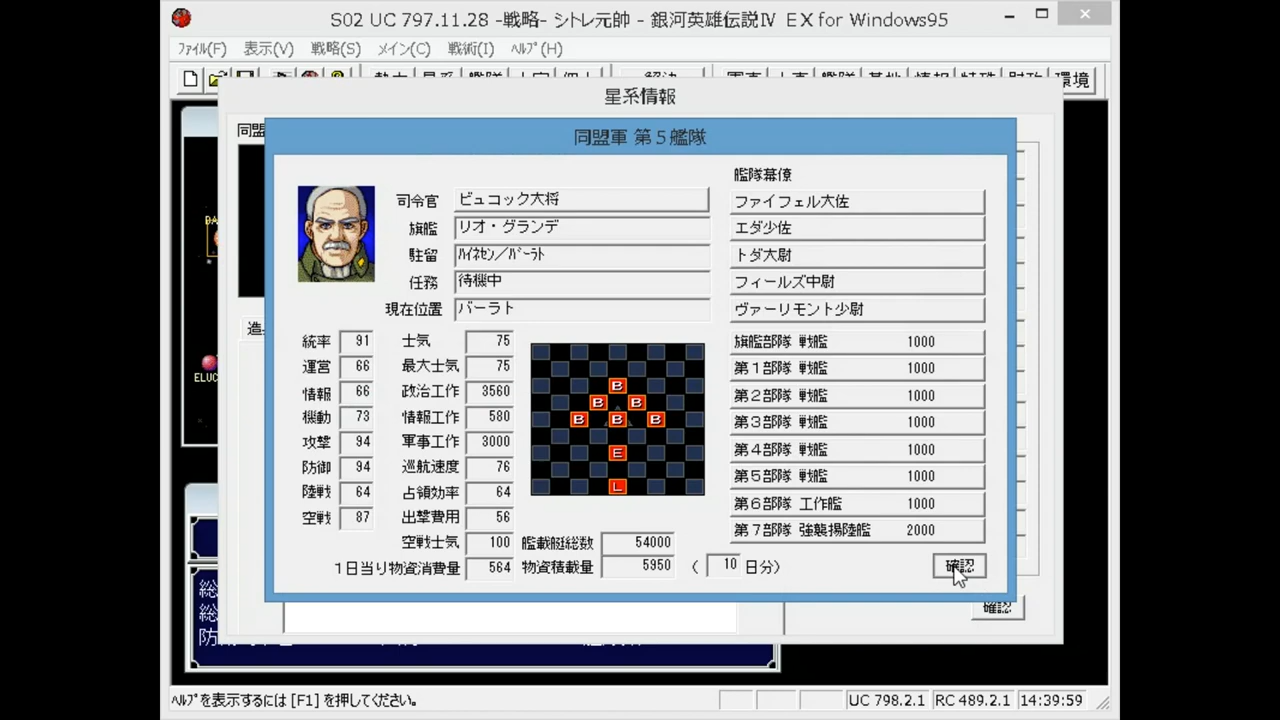 S02 UC 797.11.28 -戦略- シトレ元帥 - 銀河英雄伝説Ⅳ EX for Windows95
ﾌｧｲﾙ(F) 表示(V) 戦略(S) メイン(C) 戦術(I) ﾍﾙﾌﾟ(H)
環境
星系情報
同盟
同盟軍 第５艦隊
艦隊幕僚
司令官 ビュコック大将 ファイフェル大佐
旗艦 リオ・グランデ エダ少佐
駐留 ﾊｲﾈｾﾝ／ﾊﾞｰﾗﾄ トダ大尉
任務 待機中 フィールズ中尉
現在位置 バーラト ヴァーリモント少尉
造
統率 91 士気 75 旗艦部隊 戦艦 1000
運営 66 最大士気 75 第１部隊 戦艦 1000
情報 66 政治工作 3560 第２部隊 戦艦 1000
機動 73 情報工作 580 第３部隊 戦艦 1000
攻撃 94 軍事工作 3000 第４部隊 戦艦 1000
防御 94 巡航速度 76 第５部隊 戦艦 1000
陸戦 64 占領効率 64 第６部隊 工作艦 1000
空戦 87 出撃費用 56 第７部隊 強襲揚陸艦 2000
B
B B
B B B
E
L
空戦士気 100 艦載艇総数 54000
１日当り物資消費量 564 物資積載量 5950 （ 10 日分） 確認
ELUC
確認
総
総
防
ﾍﾙﾌﾟを表示するには [F1] を押してください。 UC 798.2.1 RC 489.2.1 14:39:59